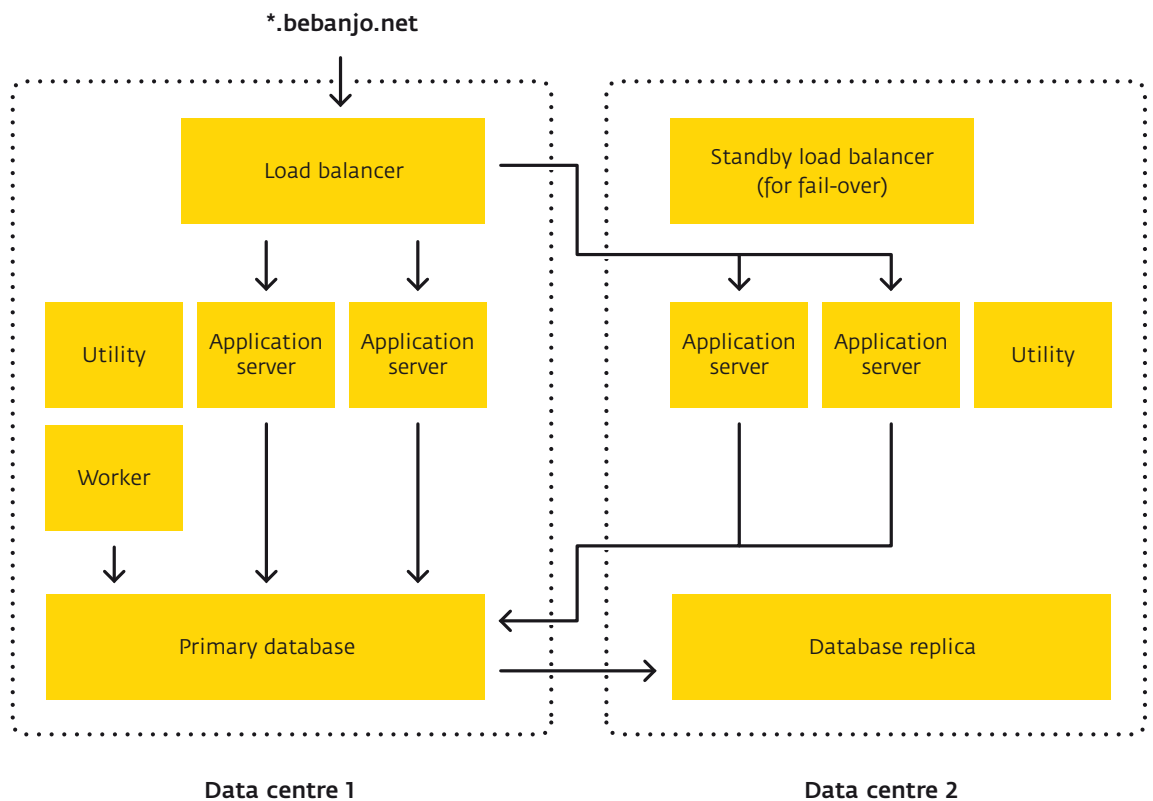 *.bebanjo.net
Load balancer
Standby load balancer
(for fail-over)
Utility
Application
server
Application
server
Application
server
Application
server
Utility
Worker
Primary database
Database replica
Data centre 1
Data centre 2